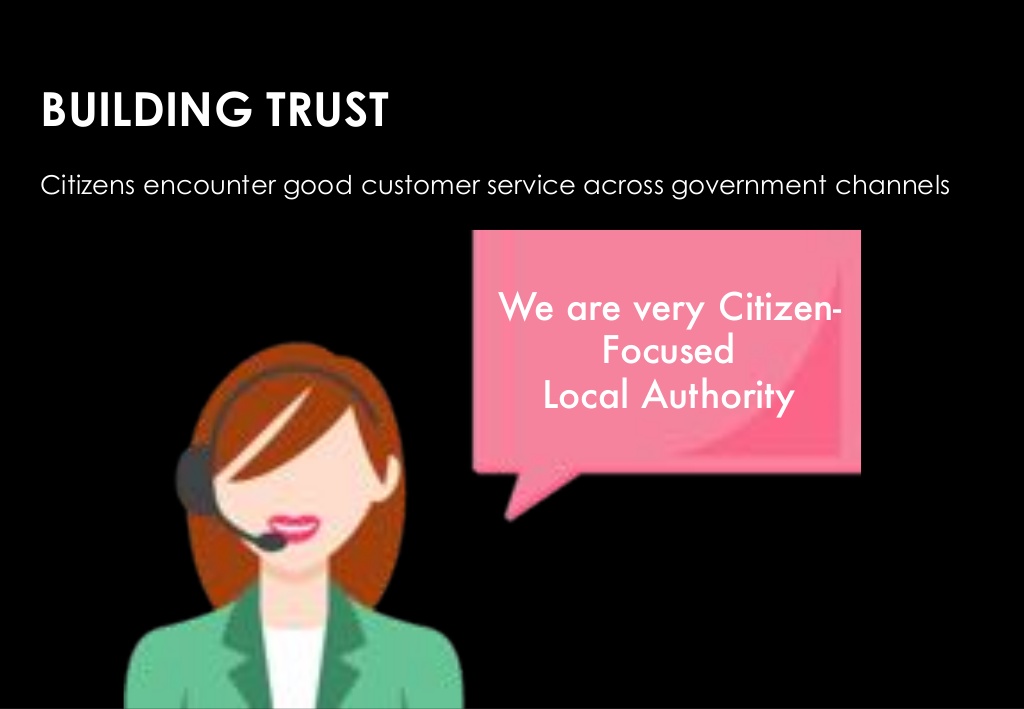 BUILDING TRUST
Citizens encounter good customer service across government channels
We are very Citizen-
Focused
Local Authority